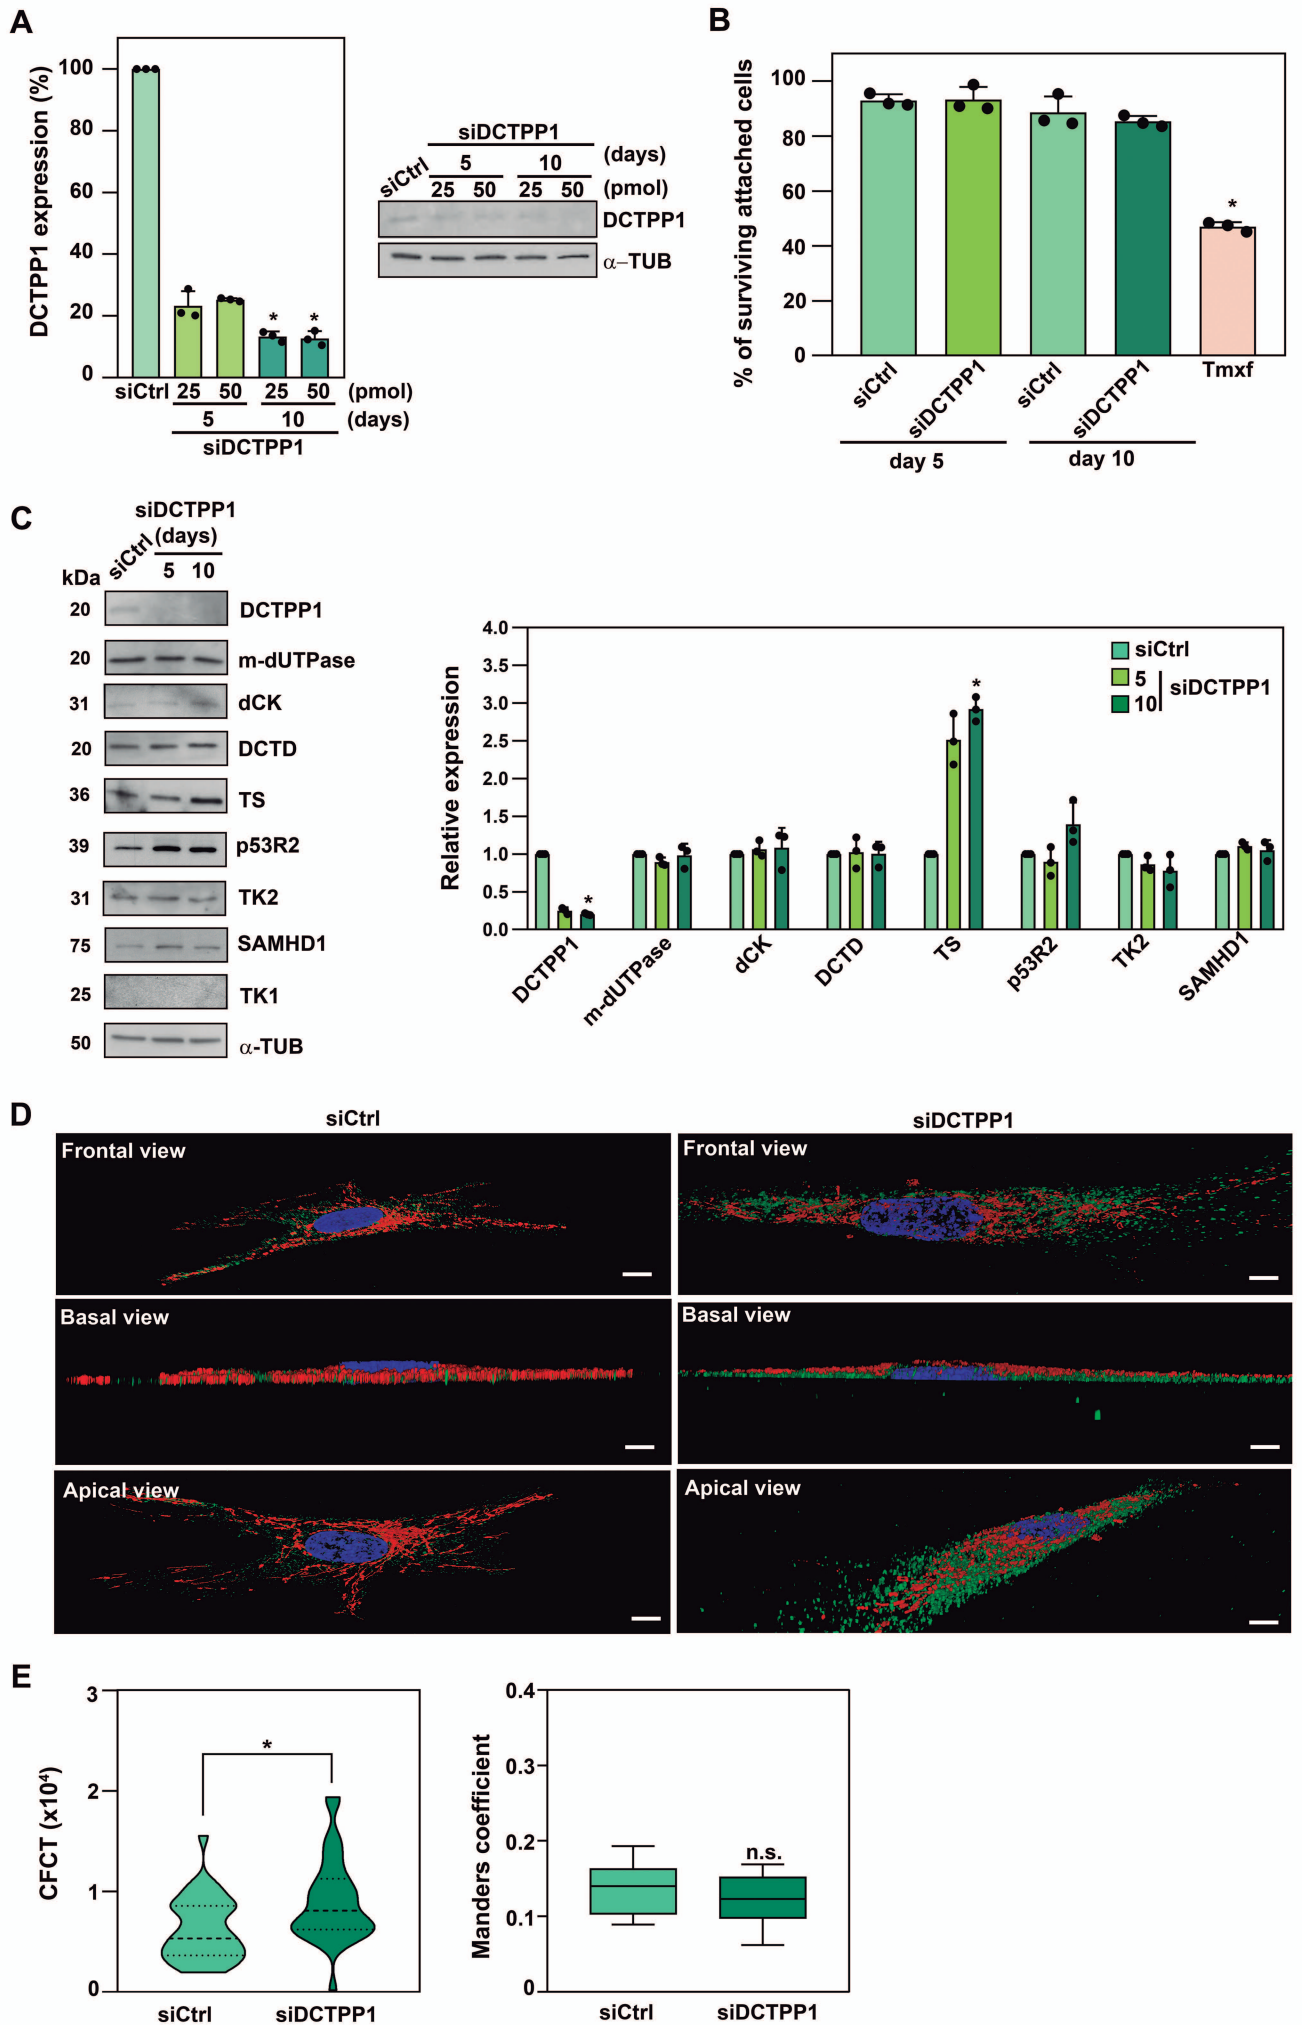 A
DCTPP1 expression (%)
100
80
60
40
20
0
* *
siCtrl 25 50 25 50 (pmol)
5 10 (days)
siDCTPP1
siDCTPP1
siCtrl 5 10 (days)
25 50 25 50 (pmol)
DCTPP1
α–TUB
B
% of surviving attached cells
100
80
60
40
20
0
*
siCtrl siDCTPP1 siCtrl siDCTPP1 Tmxf
day 5 day 10
C
siDCTPP1
(days)
siCtrl 5 10
kDa
20 DCTPP1
20 m-dUTPase
31 dCK
20 DCTD
36 TS
39 p53R2
31 TK2
75 SAMHD1
25 TK1
50 α-TUB
Relative expression
4.0
3.5
3.0
2.5
2.0
1.5
1.0
0.5
0.0
* *
siCtrl
5
10
siDCTPP1
DCTPP1 m-dUTPase dCK DCTD TS p53R2 TK2 SAMHD1
D
siCtrl siDCTPP1
Frontal view Frontal view
Basal view Basal view
Apical view Apical view
E
CFCT (x10⁴)
3
2
1
0
*
siCtrl siDCTPP1
Manders coefficient
0.4
0.3
0.2
0.1
0
n.s.
siCtrl siDCTPP1